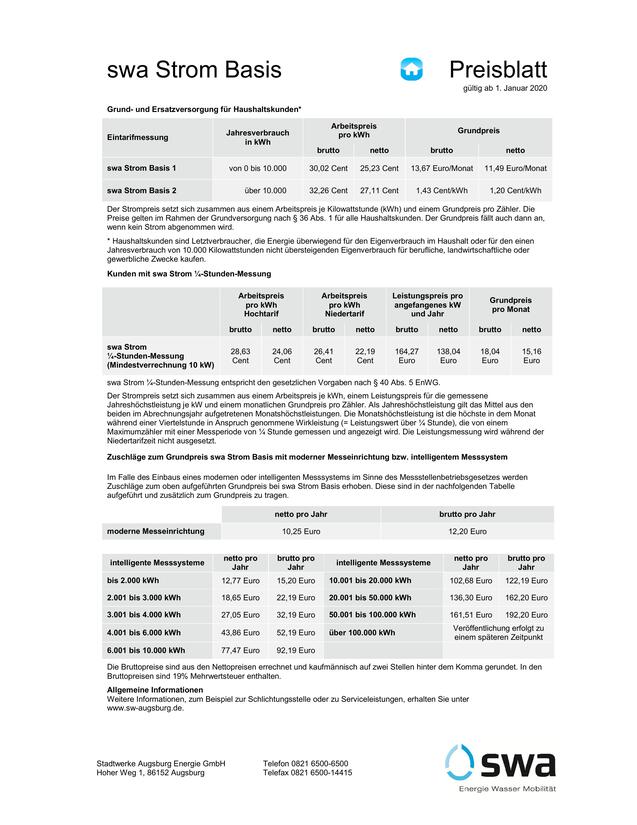 swa Strom Basis Preisblatt
gültig ab 1. Januar 2020
Grund- und Ersatzversorgung für Haushaltskunden*
Eintarifmessung Jahresverbrauch in kWh Arbeitspreis pro kWh Grundpreis
brutto netto brutto netto
swa Strom Basis 1 von 0 bis 10.000 30,02 Cent 25,23 Cent 13,67 Euro/Monat 11,49 Euro/Monat
swa Strom Basis 2 über 10.000 32,26 Cent 27,11 Cent 1,43 Cent/kWh 1,20 Cent/kWh
Der Strompreis setzt sich zusammen aus einem Arbeitspreis je Kilowattstunde (kWh) und einem Grundpreis pro Zähler. Die
Preise gelten im Rahmen der Grundversorgung nach § 36 Abs. 1 für alle Haushaltskunden. Der Grundpreis fällt auch dann an,
wenn kein Strom abgenommen wird.
* Haushaltskunden sind Letztverbraucher, die Energie überwiegend für den Eigenverbrauch im Haushalt oder für den einen
Jahresverbrauch von 10.000 Kilowattstunden nicht übersteigenden Eigenverbrauch für berufliche, landwirtschaftliche oder
gewerbliche Zwecke kaufen.
Kunden mit swa Strom ¼-Stunden-Messung
Arbeitspreis pro kWh Hochtarif Arbeitspreis pro kWh Niedertarif Leistungspreis pro angefangenes kW und Jahr Grundpreis pro Monat
brutto netto brutto netto brutto netto brutto netto
swa Strom ¼-Stunden-Messung (Mindestverrechnung 10 kW) 28,63 Cent 24,06 Cent 26,41 Cent 22,19 Cent 164,27 Euro 138,04 Euro 18,04 Euro 15,16 Euro
swa Strom ¼-Stunden-Messung entspricht den gesetzlichen Vorgaben nach § 40 Abs. 5 EnWG.
Der Strompreis setzt sich zusammen aus einem Arbeitspreis je kWh, einem Leistungspreis für die gemessene
Jahreshöchstleistung je kW und einem monatlichen Grundpreis pro Zähler. Als Jahreshöchstleistung gilt das Mittel aus den
beiden im Abrechnungsjahr aufgetretenen Monatshöchstleistungen. Die Monatshöchstleistung ist die höchste in dem Monat
während einer Viertelstunde in Anspruch genommene Wirkleistung (= Leistungswert über ¼ Stunde), die von einem
Maximumzähler mit einer Messperiode von ¼ Stunde gemessen und angezeigt wird. Die Leistungsmessung wird während der
Niedertarifzeit nicht ausgesetzt.
Zuschläge zum Grundpreis swa Strom Basis mit moderner Messeinrichtung bzw. intelligentem Messsystem
Im Falle des Einbaus eines modernen oder intelligenten Messsystems im Sinne des Messstellenbetriebsgesetzes werden
Zuschläge zum oben aufgeführten Grundpreis bei swa Strom Basis erhoben. Diese sind in der nachfolgenden Tabelle
aufgeführt und zusätzlich zum Grundpreis zu tragen.
netto pro Jahr brutto pro Jahr
moderne Messeinrichtung 10,25 Euro 12,20 Euro
intelligente Messsysteme netto pro Jahr brutto pro Jahr intelligente Messsysteme netto pro Jahr brutto pro Jahr
bis 2.000 kWh 12,77 Euro 15,20 Euro 10.001 bis 20.000 kWh 102,68 Euro 122,19 Euro
2.001 bis 3.000 kWh 18,65 Euro 22,19 Euro 20.001 bis 50.000 kWh 136,30 Euro 162,20 Euro
3.001 bis 4.000 kWh 27,05 Euro 32,19 Euro 50.001 bis 100.000 kWh 161,51 Euro 192,20 Euro
4.001 bis 6.000 kWh 43,86 Euro 52,19 Euro über 100.000 kWh Veröffentlichung erfolgt zu einem späteren Zeitpunkt
6.001 bis 10.000 kWh 77,47 Euro 92,19 Euro
Die Bruttopreise sind aus den Nettopreisen errechnet und kaufmännisch auf zwei Stellen hinter dem Komma gerundet. In den
Bruttopreisen sind 19% Mehrwertsteuer enthalten.
Allgemeine Informationen
Weitere Informationen, zum Beispiel zur Schlichtungsstelle oder zu Serviceleistungen, erhalten Sie unter
www.sw-augsburg.de.
Stadtwerke Augsburg Energie GmbH Telefon 0821 6500-6500
Hoher Weg 1, 86152 Augsburg Telefax 0821 6500-14415
swa
Energie Wasser Mobilität